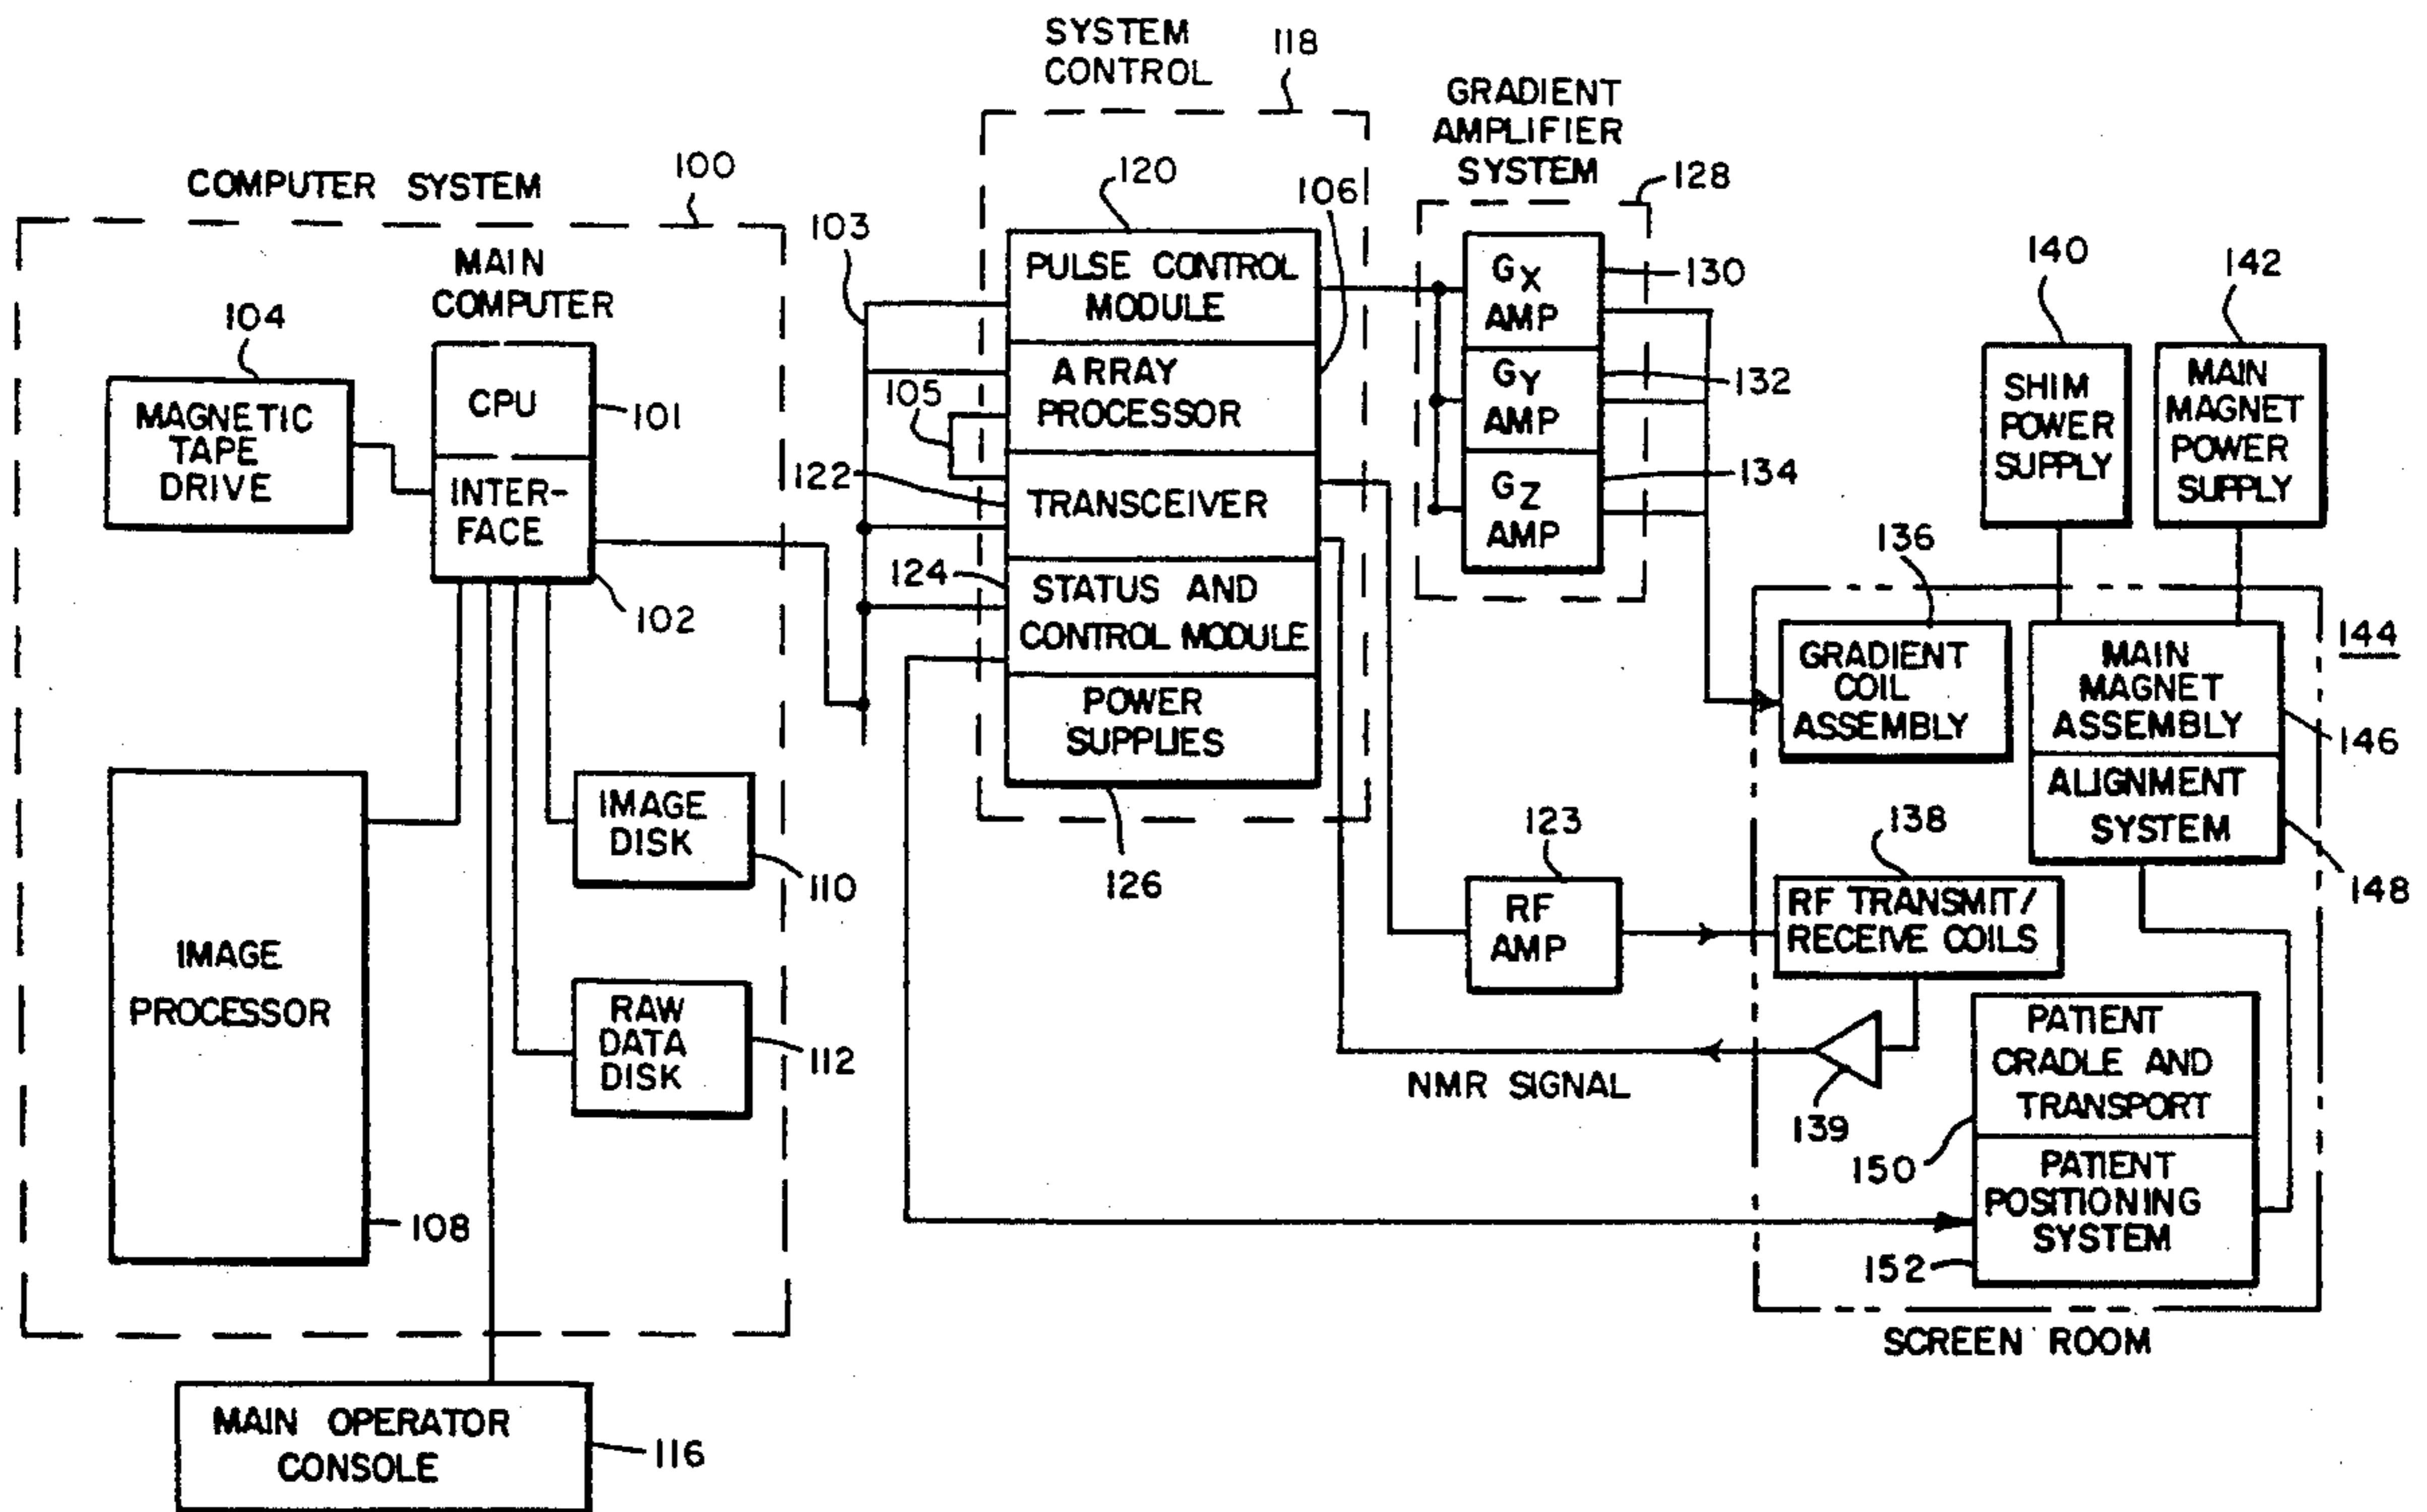 COMPUTER SYSTEM
100
MAIN
COMPUTER
104
MAGNETIC
TAPE
DRIVE
CPU
101
INTER-
FACE
102
IMAGE
PROCESSOR
108
IMAGE
DISK
110
RAW
DATA
DISK
112
MAIN OPERATOR
CONSOLE
116
SYSTEM
CONTROL
118
103
120
106
PULSE CONTROL
MODULE
ARRAY
PROCESSOR
105
122
TRANSCEIVER
124
STATUS AND
CONTROL MODULE
POWER
SUPPLIES
126
GRADIENT
AMPLIFIER
SYSTEM
128
GX
AMP
130
GY
AMP
132
GZ
AMP
134
123
RF
AMP
NMR SIGNAL
139
140
SHIM
POWER
SUPPLY
142
MAIN
MAGNET
POWER
SUPPLY
136
GRADIENT
COIL
ASSEMBLY
144
MAIN
MAGNET
ASSEMBLY
146
ALIGNMENT
SYSTEM
148
138
RF TRANSMIT/
RECEIVE COILS
PATIENT
CRADLE AND
TRANSPORT
150
PATIENT
POSITIONING
SYSTEM
152
SCREEN ROOM